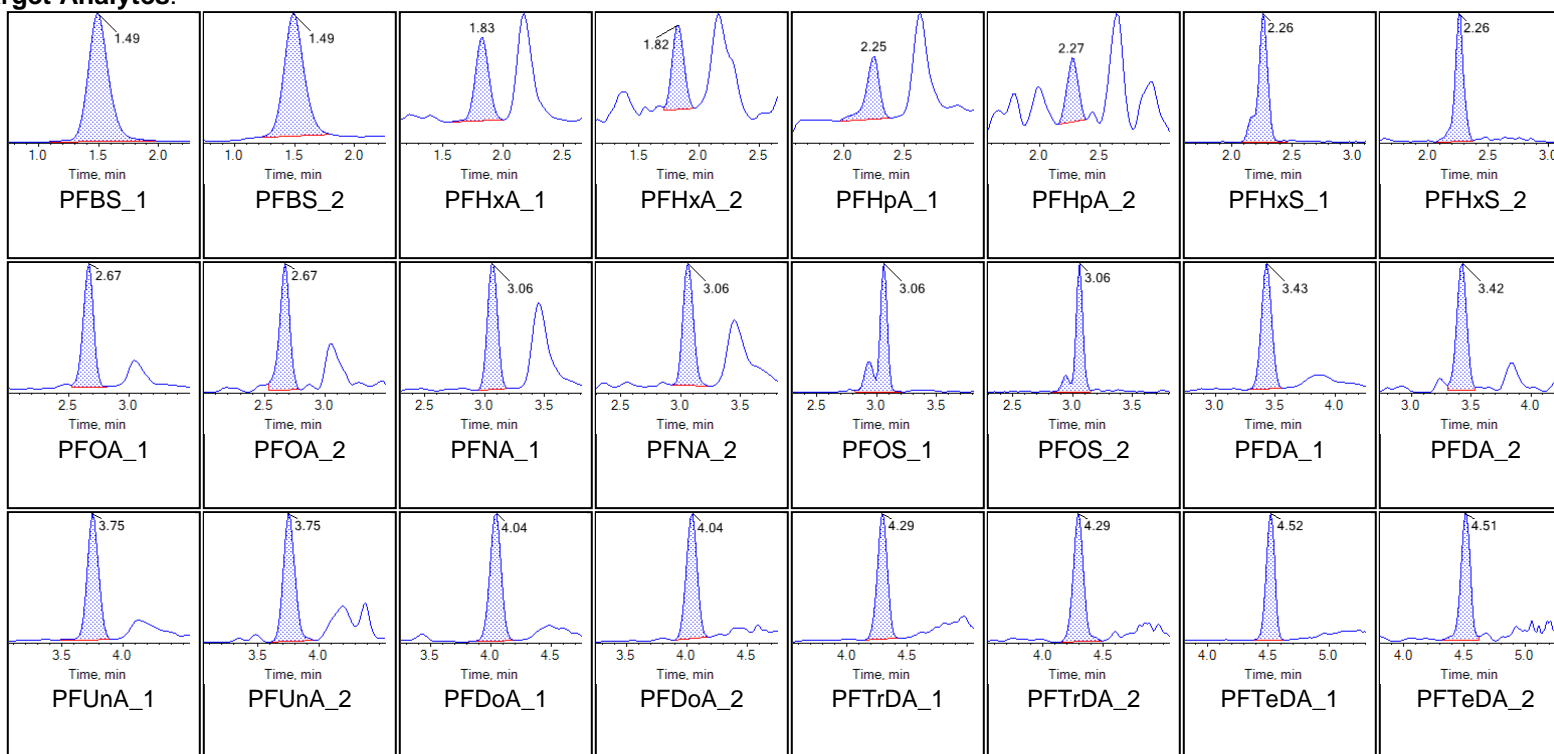 rget Analytes:
1.49 1.49 1.83 1.82 2.25 2.27 2.26 2.26
1.0 1.5 2.0 1.0 1.5 2.0 1.5 2.0 2.5 1.5 2.0 2.5 2.0 2.5 2.0 2.5 2.0 2.5 3.0 2.0 2.5 3.0
Time, min Time, min Time, min Time, min Time, min Time, min Time, min Time, min
PFBS_1 PFBS_2 PFHxA_1 PFHxA_2 PFHpA_1 PFHpA_2 PFHxS_1 PFHxS_2
2.67 2.67 3.06 3.06 3.06 3.06 3.43 3.42
2.5 3.0 2.5 3.0 2.5 3.0 3.5 2.5 3.0 3.5 2.5 3.0 3.5 2.5 3.0 3.5 3.0 3.5 4.0 3.0 3.5 4.0
Time, min Time, min Time, min Time, min Time, min Time, min Time, min Time, min
PFOA_1 PFOA_2 PFNA_1 PFNA_2 PFOS_1 PFOS_2 PFDA_1 PFDA_2
3.75 3.75 4.04 4.04 4.29 4.29 4.52 4.51
3.5 4.0 3.5 4.0 3.5 4.0 4.5 3.5 4.0 4.5 4.0 4.5 4.0 4.5 4.0 4.5 5.0 4.0 4.5 5.0
Time, min Time, min Time, min Time, min Time, min Time, min Time, min Time, min
PFUnA_1 PFUnA_2 PFDoA_1 PFDoA_2 PFTrDA_1 PFTrDA_2 PFTeDA_1 PFTeDA_2